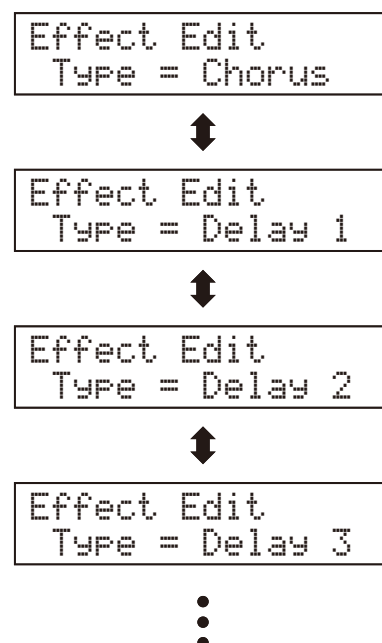 Effect Edit
Type = Chorus
Effect Edit
Type = Delay 1
Effect Edit
Type = Delay 2
Effect Edit
Type = Delay 3